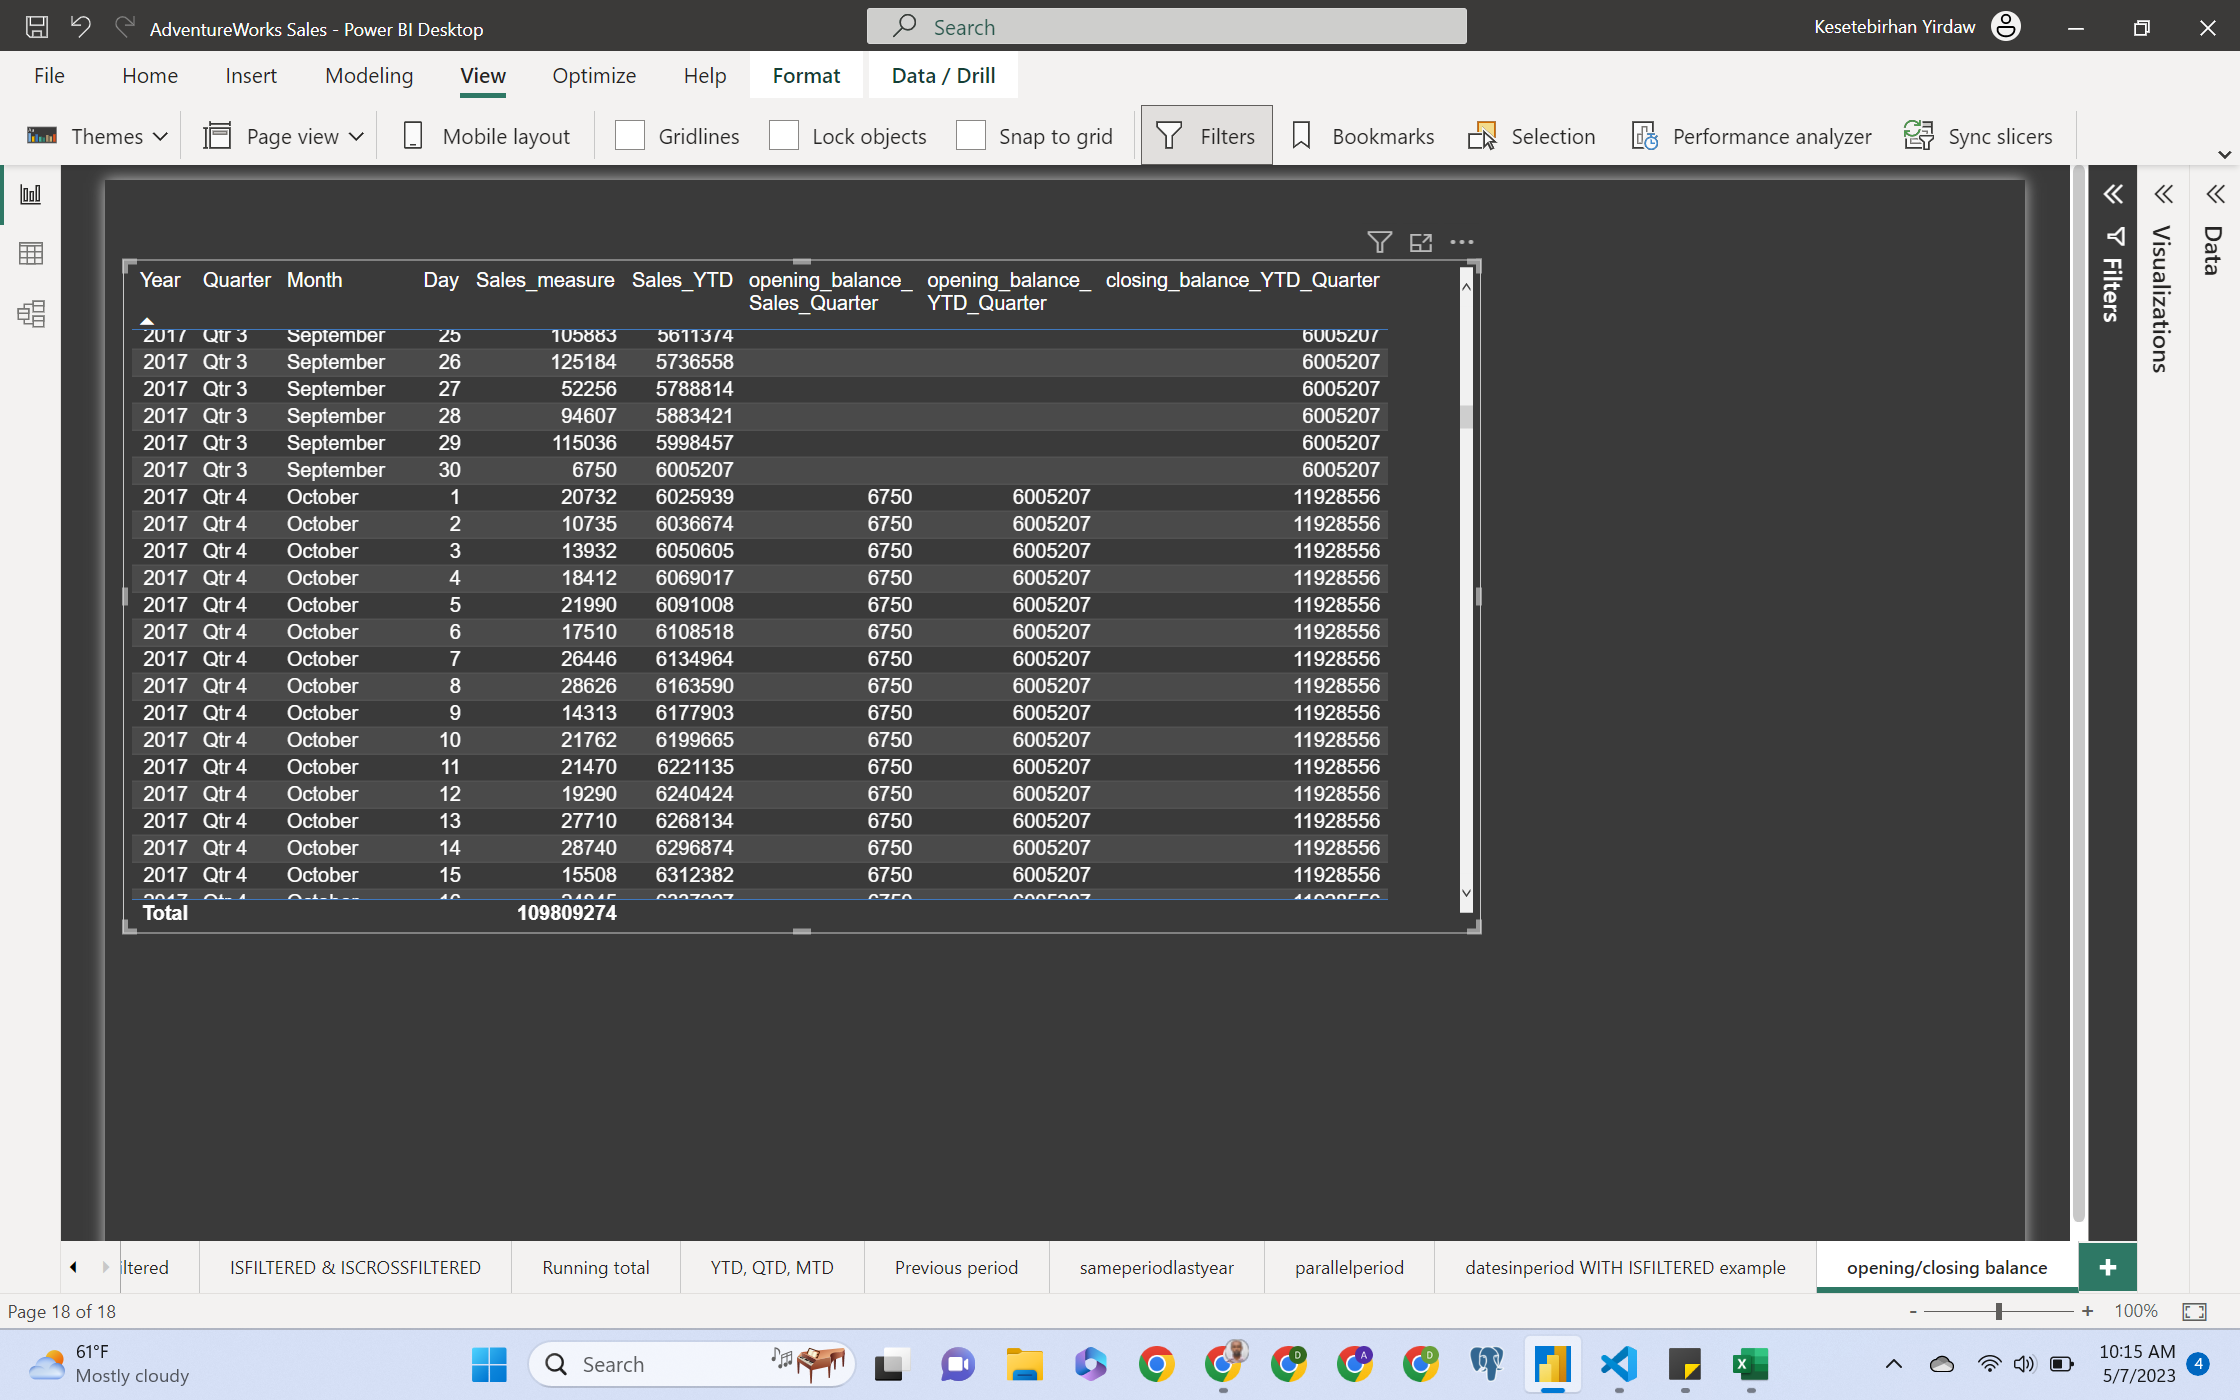 AdventureWorks Sales - Power BI Desktop
Search
Kesetebirhan Yirdaw
File Home Insert Modeling View Optimize Help Format Data / Drill
Themes Page view Mobile layout Gridlines Lock objects Snap to grid Filters Bookmarks Selection Performance analyzer Sync slicers
Filters
Visualizations
Data
Year Quarter Month Day Sales_measure Sales_YTD opening_balance_ opening_balance_ closing_balance_YTD_Quarter
Sales_Quarter YTD_Quarter
2017 Qtr 3 September 25 105883 5611374 6005207
2017 Qtr 3 September 26 125184 5736558 6005207
2017 Qtr 3 September 27 52256 5788814 6005207
2017 Qtr 3 September 28 94607 5883421 6005207
2017 Qtr 3 September 29 115036 5998457 6005207
2017 Qtr 3 September 30 6750 6005207 6005207
2017 Qtr 4 October 1 20732 6025939 6750 6005207 11928556
2017 Qtr 4 October 2 10735 6036674 6750 6005207 11928556
2017 Qtr 4 October 3 13932 6050605 6750 6005207 11928556
2017 Qtr 4 October 4 18412 6069017 6750 6005207 11928556
2017 Qtr 4 October 5 21990 6091008 6750 6005207 11928556
2017 Qtr 4 October 6 17510 6108518 6750 6005207 11928556
2017 Qtr 4 October 7 26446 6134964 6750 6005207 11928556
2017 Qtr 4 October 8 28626 6163590 6750 6005207 11928556
2017 Qtr 4 October 9 14313 6177903 6750 6005207 11928556
2017 Qtr 4 October 10 21762 6199665 6750 6005207 11928556
2017 Qtr 4 October 11 21470 6221135 6750 6005207 11928556
2017 Qtr 4 October 12 19290 6240424 6750 6005207 11928556
2017 Qtr 4 October 13 27710 6268134 6750 6005207 11928556
2017 Qtr 4 October 14 28740 6296874 6750 6005207 11928556
2017 Qtr 4 October 15 15508 6312382 6750 6005207 11928556
Total 109809274
iltered ISFILTERED & ISCROSSFILTERED Running total YTD, QTD, MTD Previous period sameperiodlastyear parallelperiod datesinperiod WITH ISFILTERED example opening/closing balance +
Page 18 of 18
- + 100%
61°F
Mostly cloudy
Search
D A D
10:15 AM
5/7/2023
4